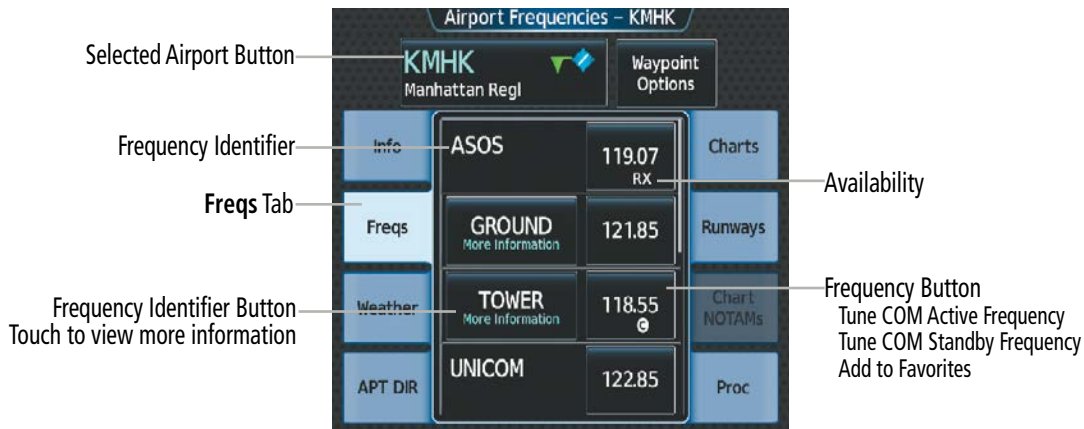 Airport Frequencies – KMHK
Selected Airport Button
KMHK
Manhattan Regl
Waypoint
Options
Frequency Identifier
Info
ASOS
119.07
RX
Charts
Availability
Freqs Tab
Freqs
GROUND
More Information
121.85
Runways
Frequency Identifier Button
Touch to view more information
Weather
TOWER
More Information
118.55
C
Chart
NOTAMs
Frequency Button
Tune COM Active Frequency
Tune COM Standby Frequency
Add to Favorites
APT DIR
UNICOM
122.85
Proc